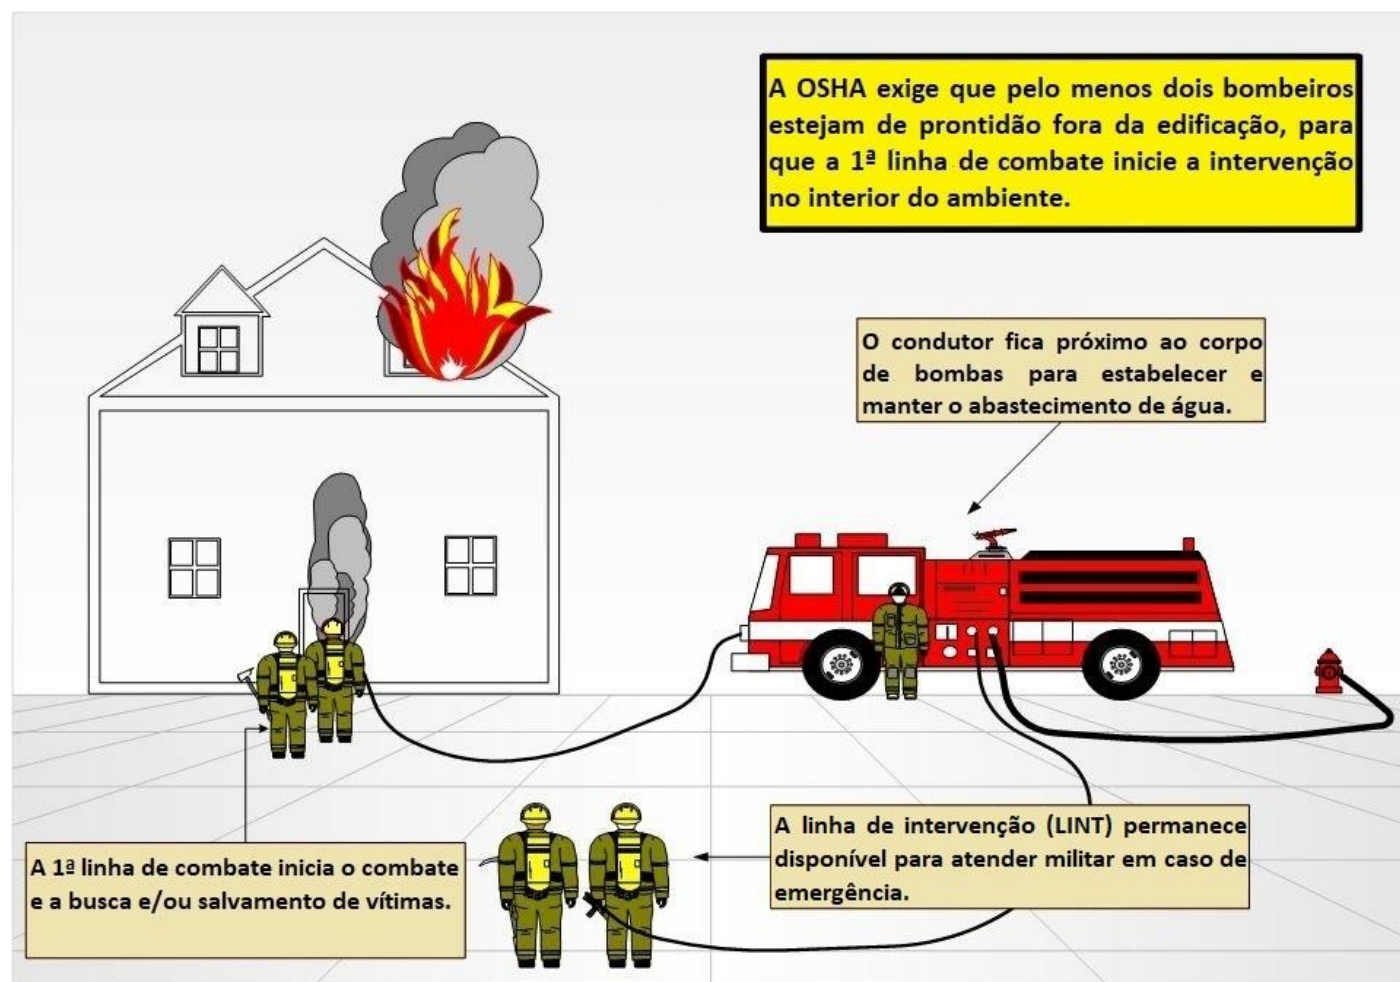 A OSHA exige que pelo menos dois bombeiros
estejam de prontidão fora da edificação, para
que a 1ª linha de combate inicie a intervenção
no interior do ambiente.
O condutor fica próximo ao corpo
de bombas para estabelecer e
manter o abastecimento de água.
A 1ª linha de combate inicia o combate
e a busca e/ou salvamento de vítimas.
A linha de intervenção (LINT) permanece
disponível para atender militar em caso de
emergência.